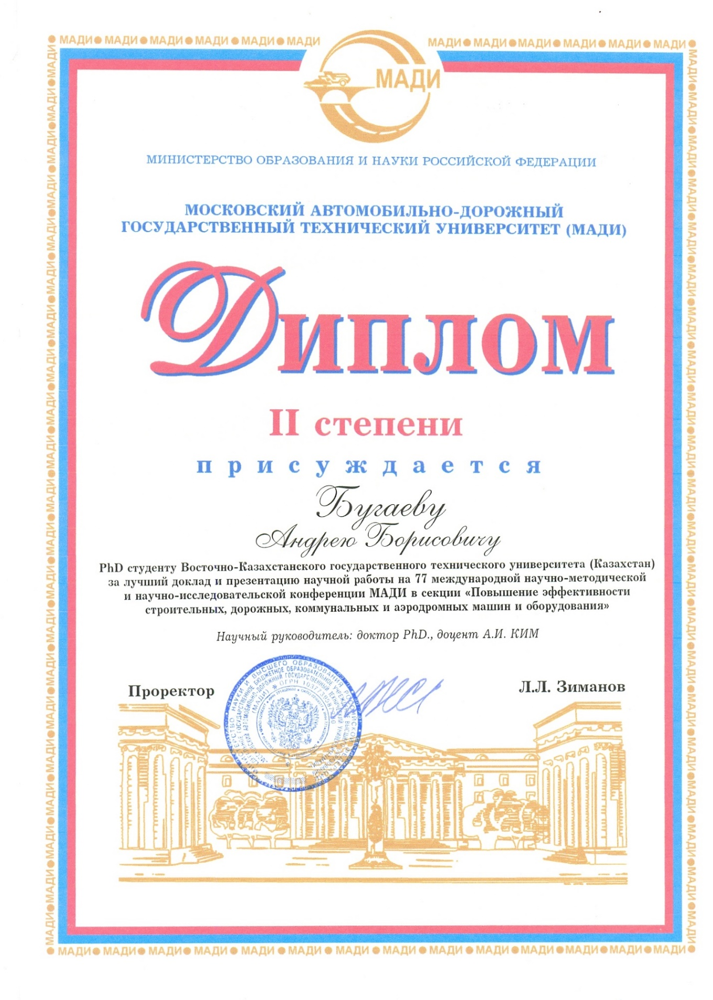 МАДИ ● МАДИ ● МАДИ ● МАДИ ● МАДИ ● МАДИ
МАДИ
МАДИ ● МАДИ ● МАДИ ● МАДИ ● МАДИ ● МАДИ
МИНИСТЕРСТВО ОБРАЗОВАНИЯ И НАУКИ РОССИЙСКОЙ ФЕДЕРАЦИИ
МОСКОВСКИЙ АВТОМОБИЛЬНО-ДОРОЖНЫЙ
ГОСУДАРСТВЕННЫЙ ТЕХНИЧЕСКИЙ УНИВЕРСИТЕТ (МАДИ)
Диплом
II степени
присуждается
Бугаеву
Андрею Борисовичу
PhD студенту Восточно-Казахстанского государственного технического университета (Казахстан)
за лучший доклад и презентацию научной работы на 77 международной научно-методической
и научно-исследовательской конференции МАДИ в секции «Повышение эффективности
строительных, дорожных, коммунальных и аэродромных машин и оборудования»
Научный руководитель: доктор PhD., доцент А.И. КИМ
Проректор
Л.Л. Зиманов
МАДИ ● МАДИ ● МАДИ ● МАДИ ● МАДИ ● МАДИ ● МАДИ ● МАДИ ● МАДИ ● МАДИ ● МАДИ ● МАДИ ● МАДИ ● МАДИ